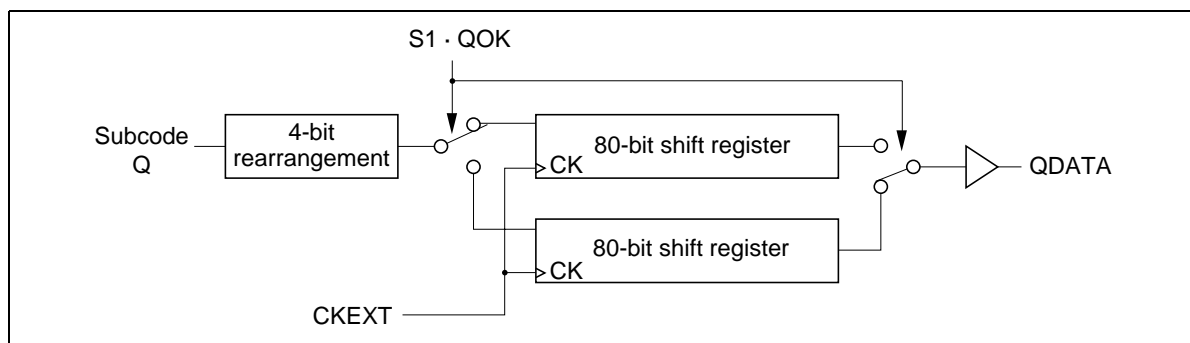 S1 · QOK
Subcode
Q
4-bit
rearrangement
80-bit shift register
CK
QDATA
80-bit shift register
CK
CKEXT